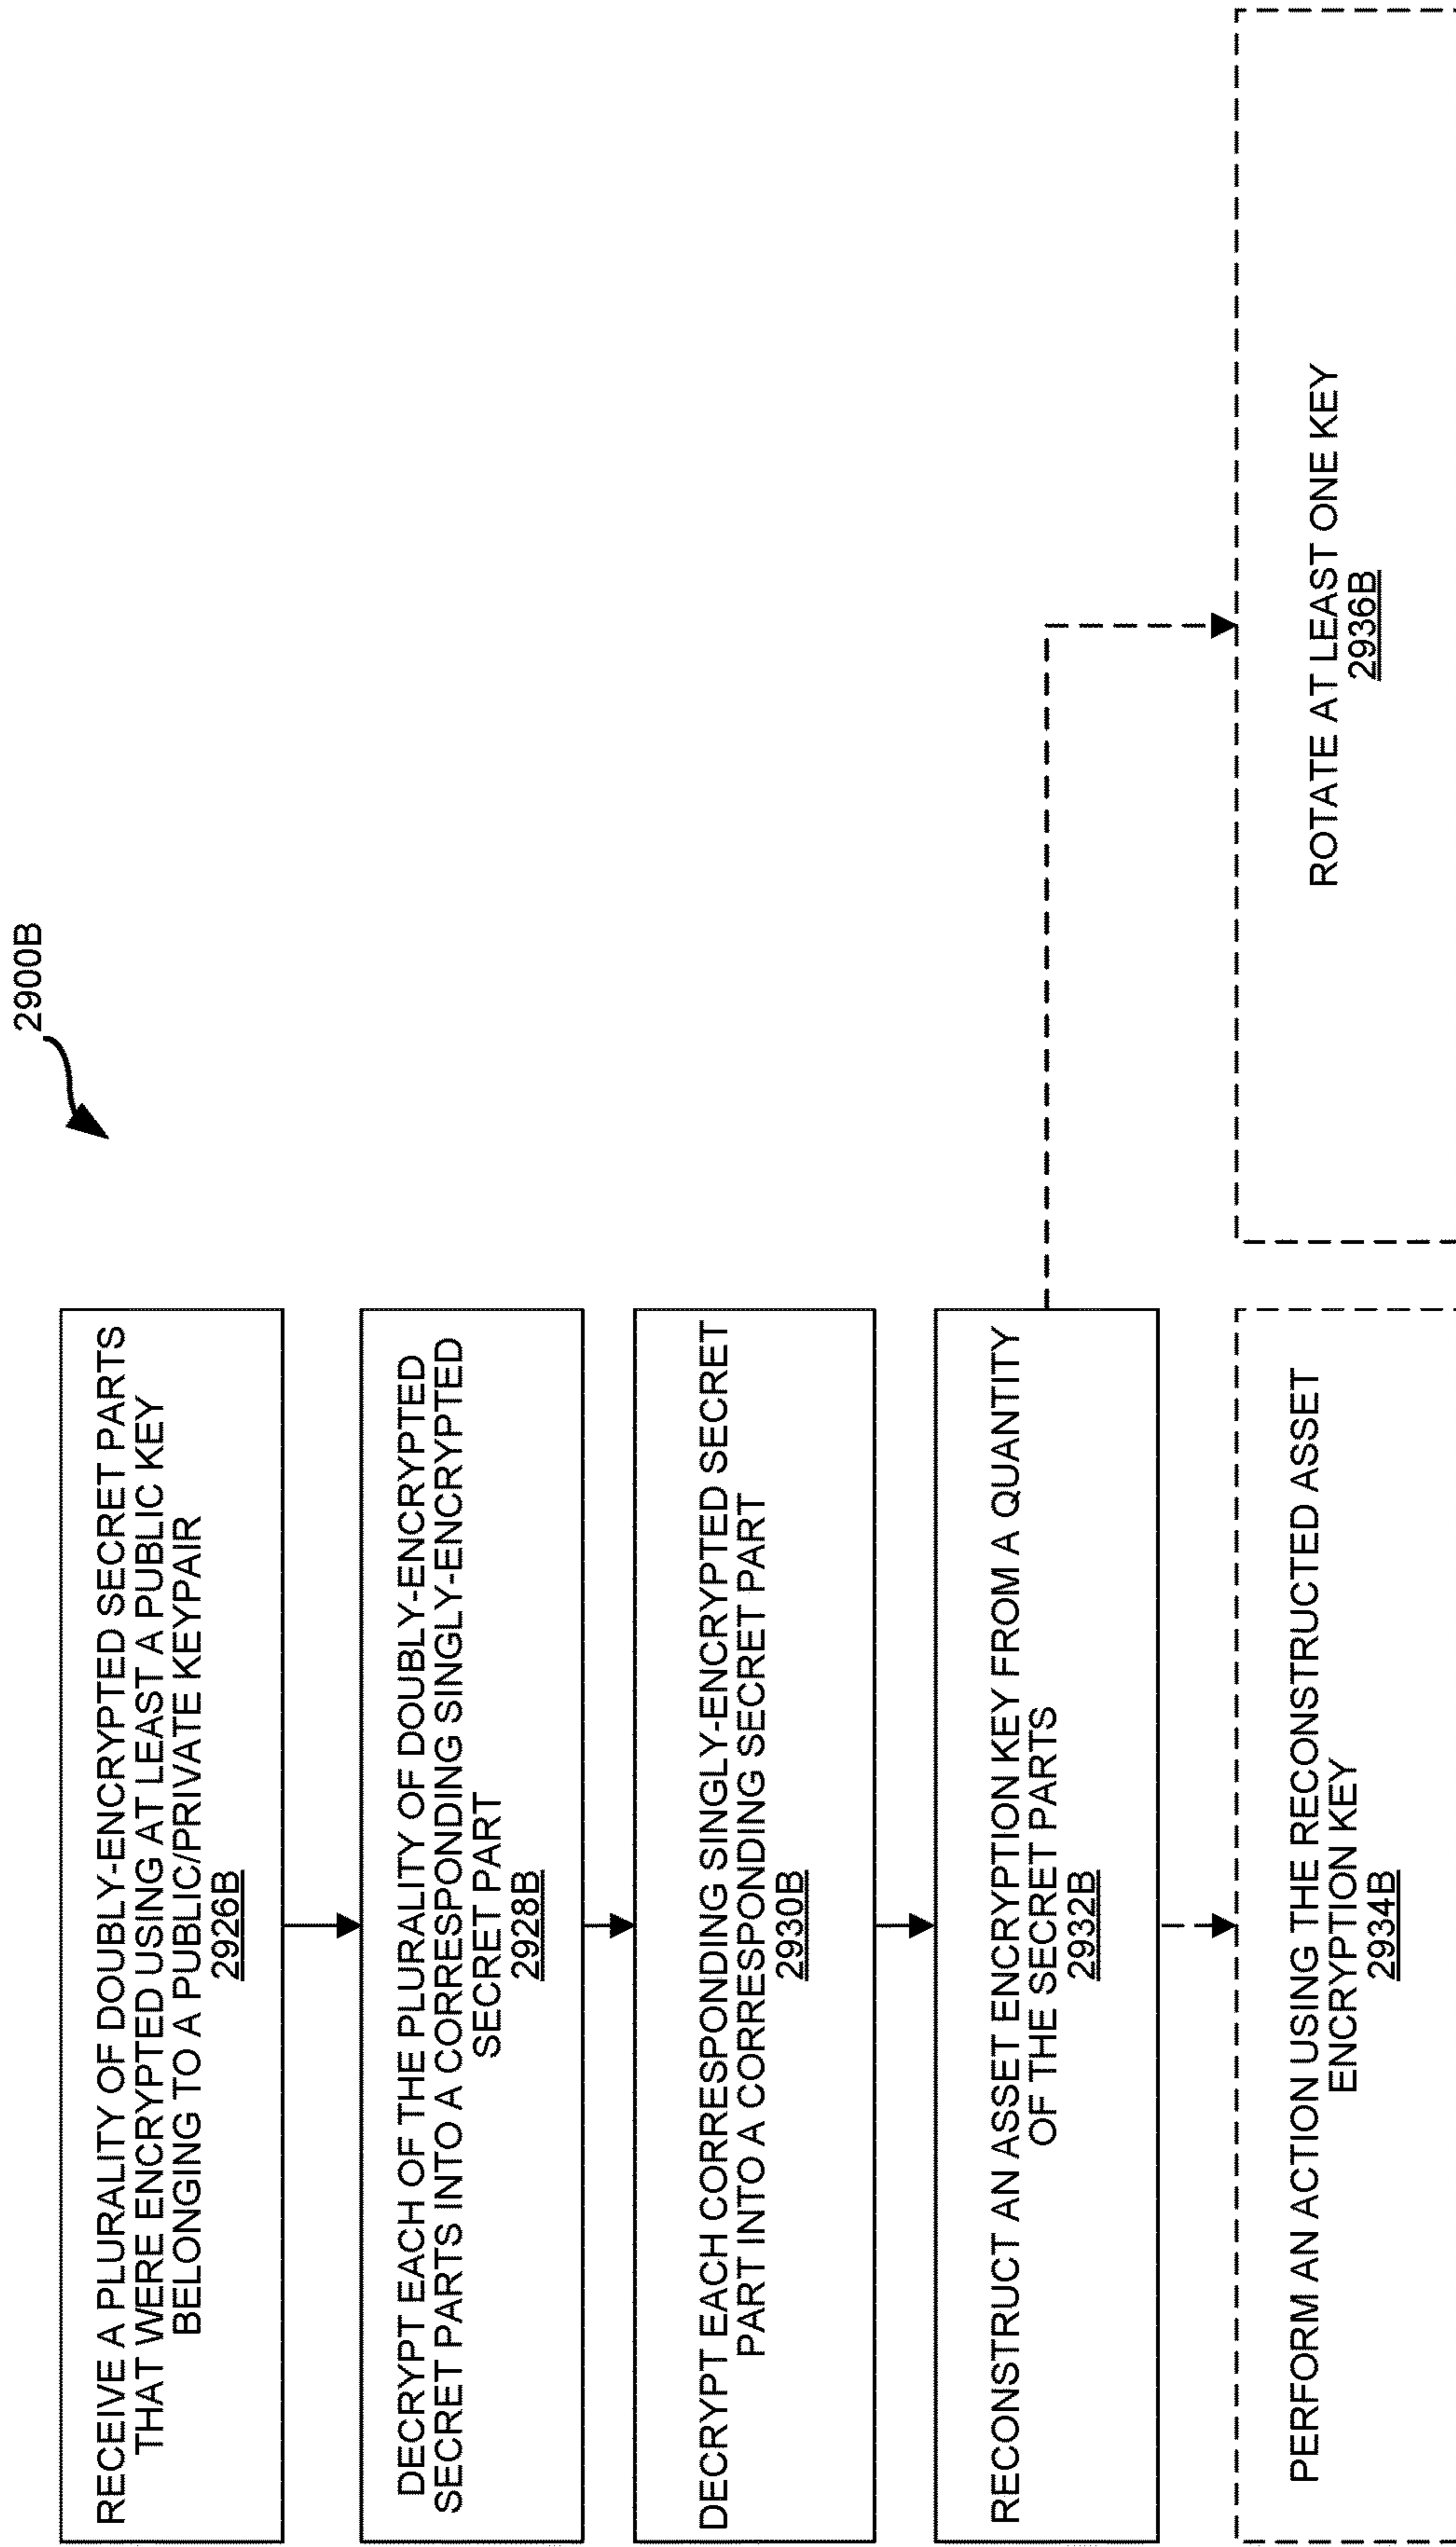 2900B
RECEIVE A PLURALITY OF DOUBLY-ENCRYPTED SECRET PARTS
THAT WERE ENCRYPTED USING AT LEAST A PUBLIC KEY
BELONGING TO A PUBLIC/PRIVATE KEYPAIR
2926B
DECRYPT EACH OF THE PLURALITY OF DOUBLY-ENCRYPTED
SECRET PARTS INTO A CORRESPONDING SINGLY-ENCRYPTED
SECRET PART
2928B
DECRYPT EACH CORRESPONDING SINGLY-ENCRYPTED SECRET
PART INTO A CORRESPONDING SECRET PART
2930B
RECONSTRUCT AN ASSET ENCRYPTION KEY FROM A QUANTITY
OF THE SECRET PARTS
2932B
PERFORM AN ACTION USING THE RECONSTRUCTED ASSET
ENCRYPTION KEY
2934B
ROTATE AT LEAST ONE KEY
2936B